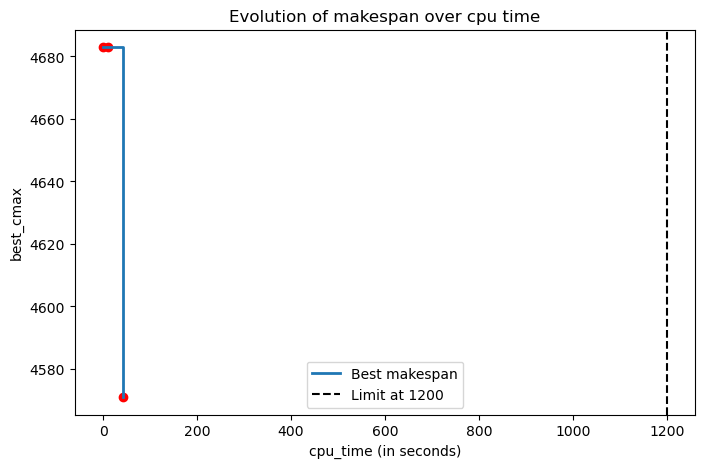 Evolution of makespan over cpu time
best_cmax
4680
4660
4640
4620
4600
4580
Best makespan
Limit at 1200
0 200 400 600 800 1000 1200
cpu_time (in seconds)